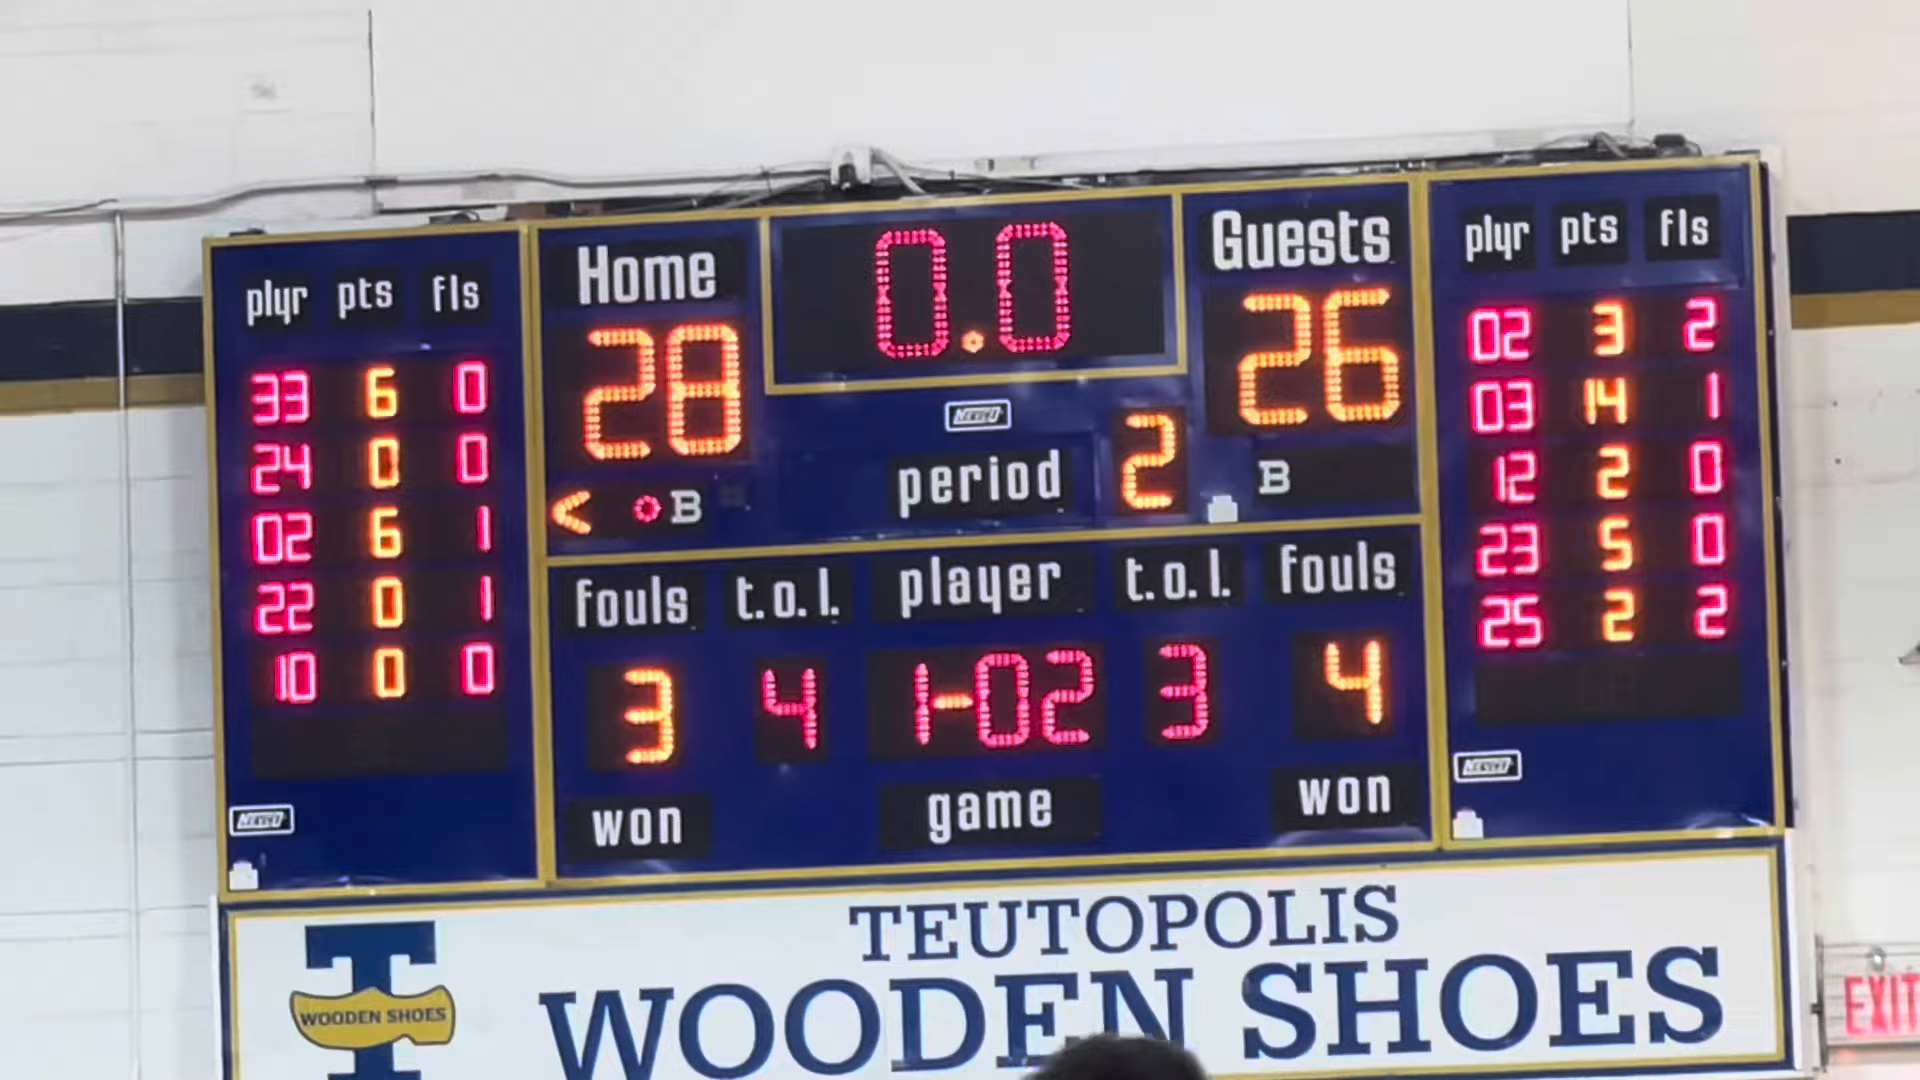 Home 0.0 Guests
28 26
period 2
< B B
plyr pts fls
33 6 0
24 0 0
02 6 1
22 0 1
10 0 0
fouls t.o.l. player t.o.l. fouls
3 4 1-02 3 4
won game won
plyr pts fls
02 3 2
03 14 1
12 2 0
23 5 0
25 2 2
TEUTOPOLIS
WOODEN SHOES
T
WOODEN SHOES
EXIT